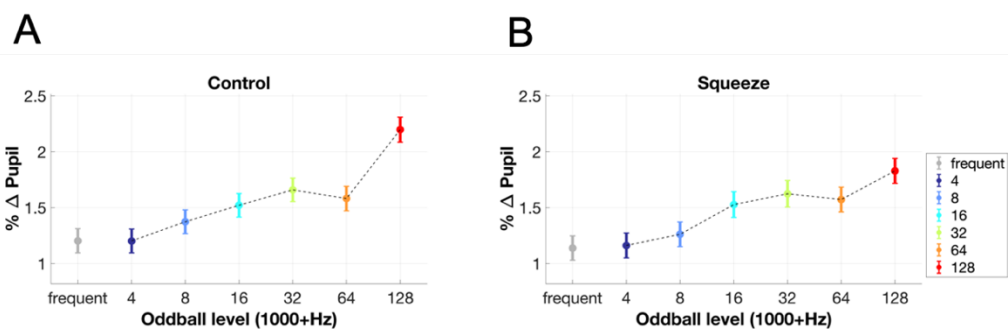 A
B
Control
Squeeze
2.5
2
1.5
1
% Δ Pupil
frequent 4 8 16 32 64 128
Oddball level (1000+Hz)
2.5
2
1.5
1
% Δ Pupil
frequent 4 8 16 32 64 128
Oddball level (1000+Hz)
frequent
4
8
16
32
64
128